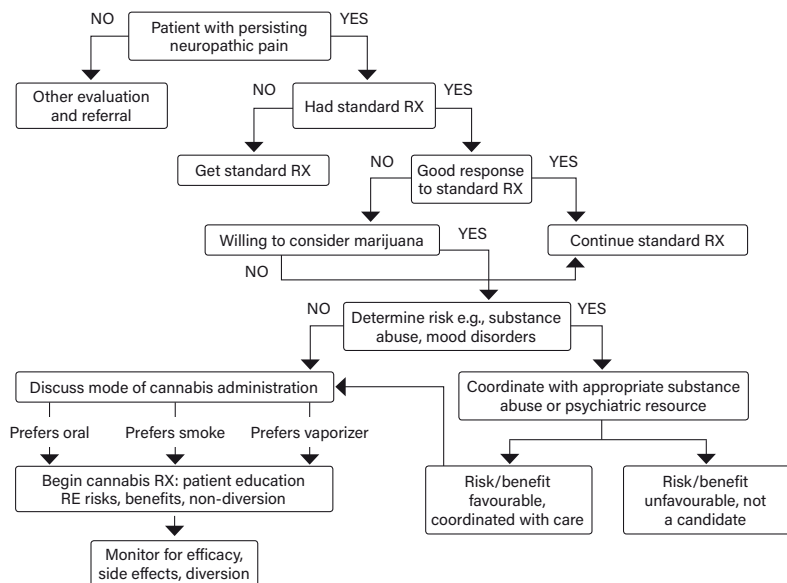 NO
Patient with persisting
neuropathic pain
YES
Other evaluation
and referral
NO
Had standard RX
YES
Get standard RX
NO
Good response
to standard RX
YES
Willing to consider marijuana
YES
Continue standard RX
NO
NO
Determine risk e.g., substance
abuse, mood disorders
YES
Discuss mode of cannabis administration
Coordinate with appropriate substance
abuse or psychiatric resource
Prefers oral
Prefers smoke
Prefers vaporizer
Begin cannabis RX: patient education
RE risks, benefits, non-diversion
Risk/benefit
favourable,
coordinated with care
Risk/benefit
unfavourable, not
a candidate
Monitor for efficacy,
side effects, diversion